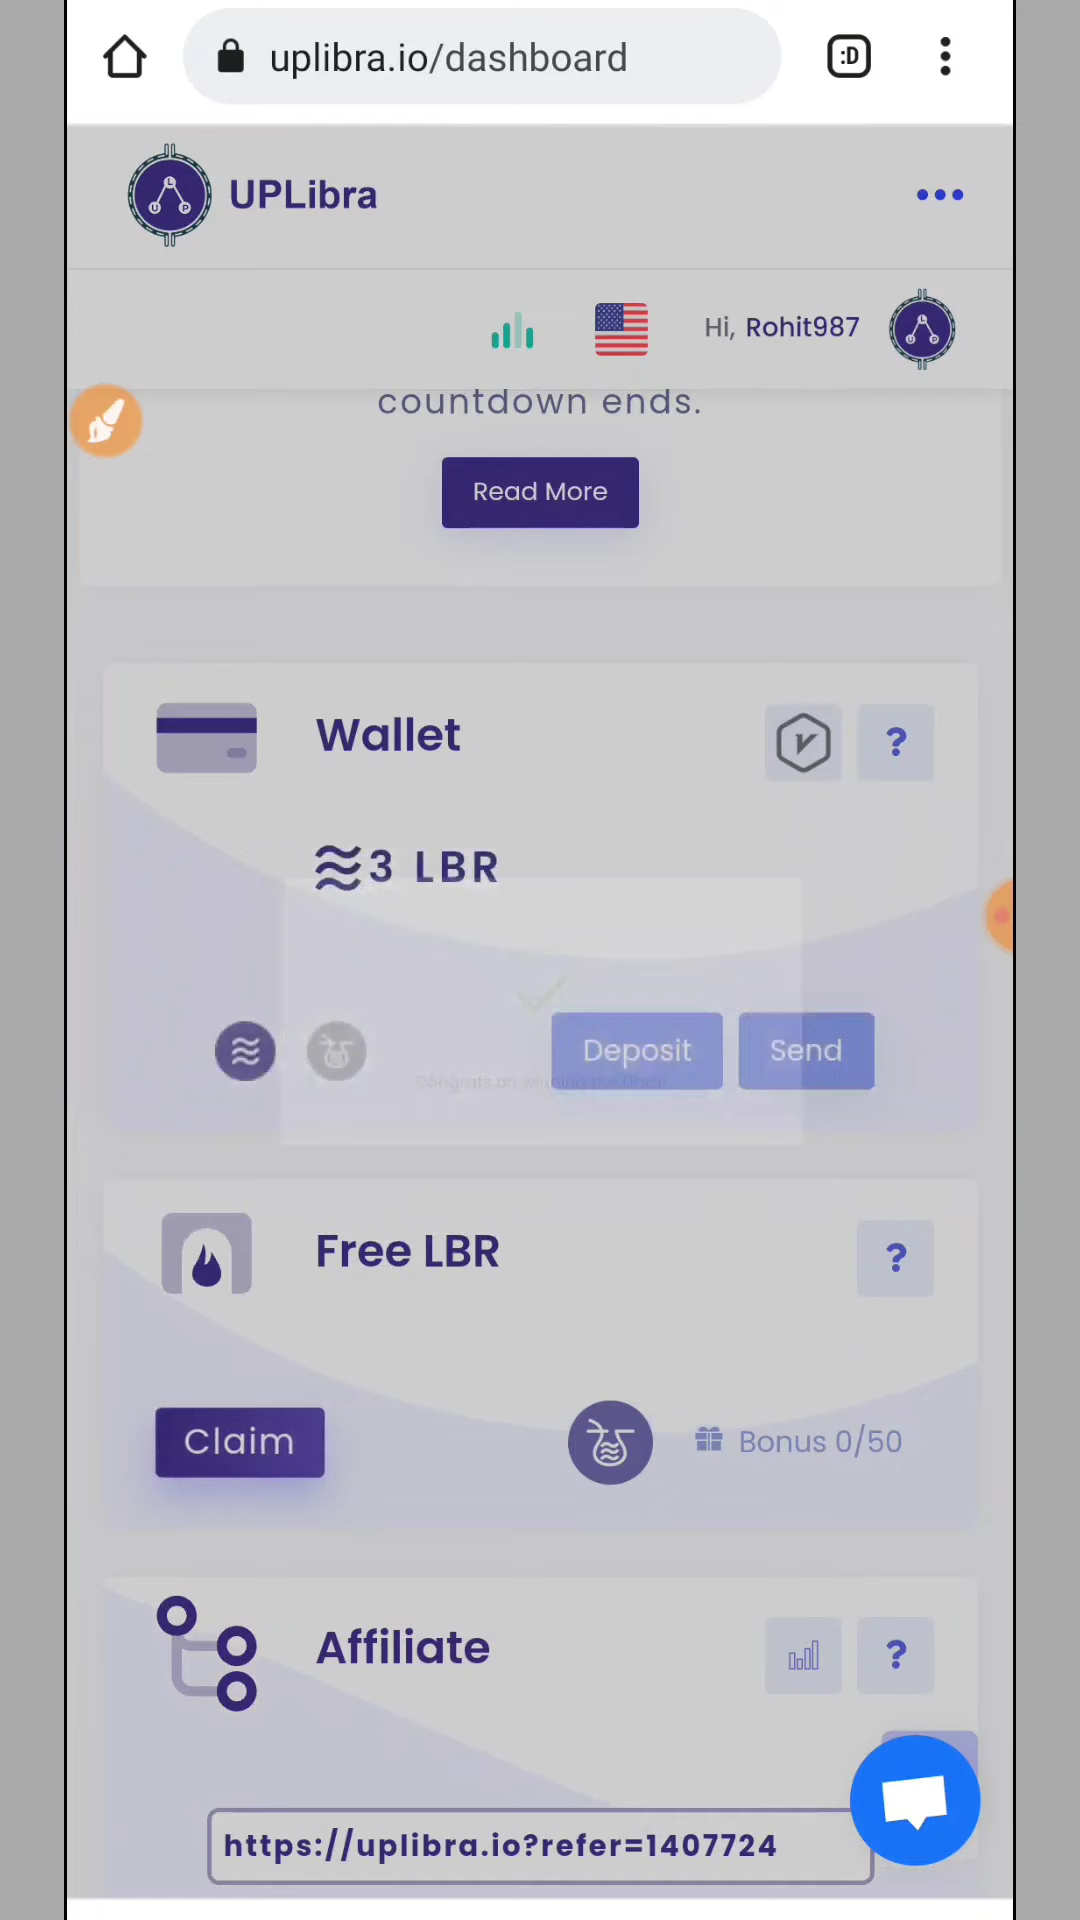 uplibra.io/dashboard
:D
UPLibra
Hi, Rohit987
countdown ends.
Read More
Wallet
?
3 LBR
Deposit
Send
Free LBR
?
Claim
Bonus 0/50
Affiliate
?
https://uplibra.io?refer=1407724